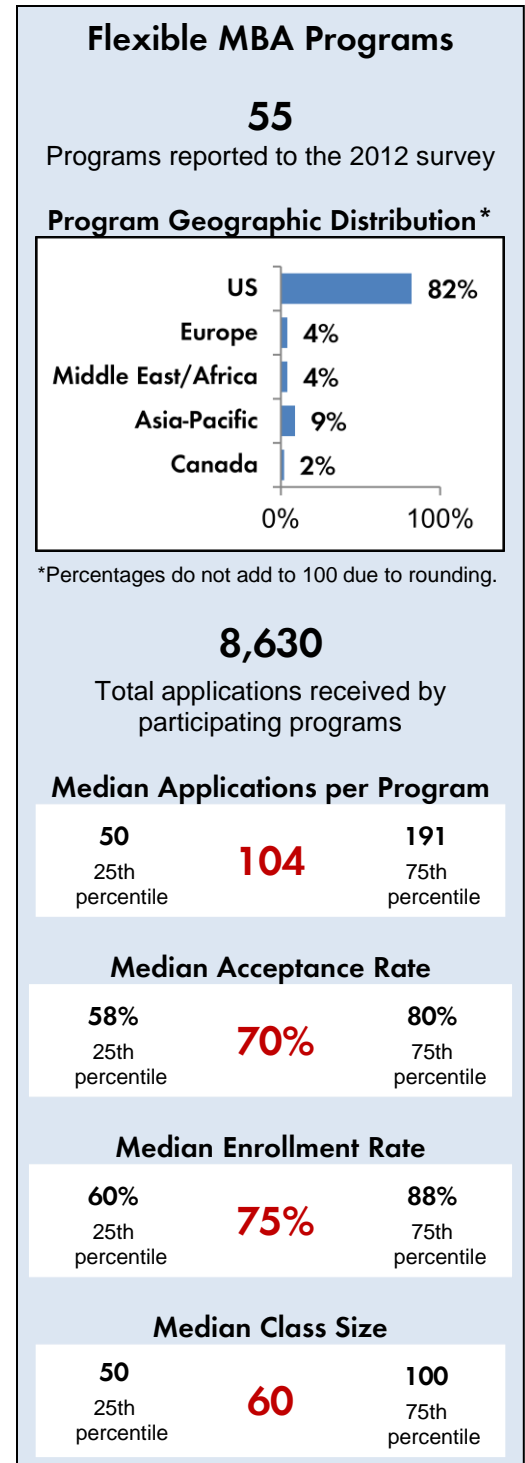 Flexible MBA Programs
55
Programs reported to the 2012 survey
Program Geographic Distribution*
US 82%
Europe 4%
Middle East/Africa 4%
Asia-Pacific 9%
Canada 2%
0% 100%
*Percentages do not add to 100 due to rounding.
8,630
Total applications received by
participating programs
Median Applications per Program
50 104 191
25th 75th
percentile percentile
Median Acceptance Rate
58% 70% 80%
25th 75th
percentile percentile
Median Enrollment Rate
60% 75% 88%
25th 75th
percentile percentile
Median Class Size
50 60 100
25th 75th
percentile percentile